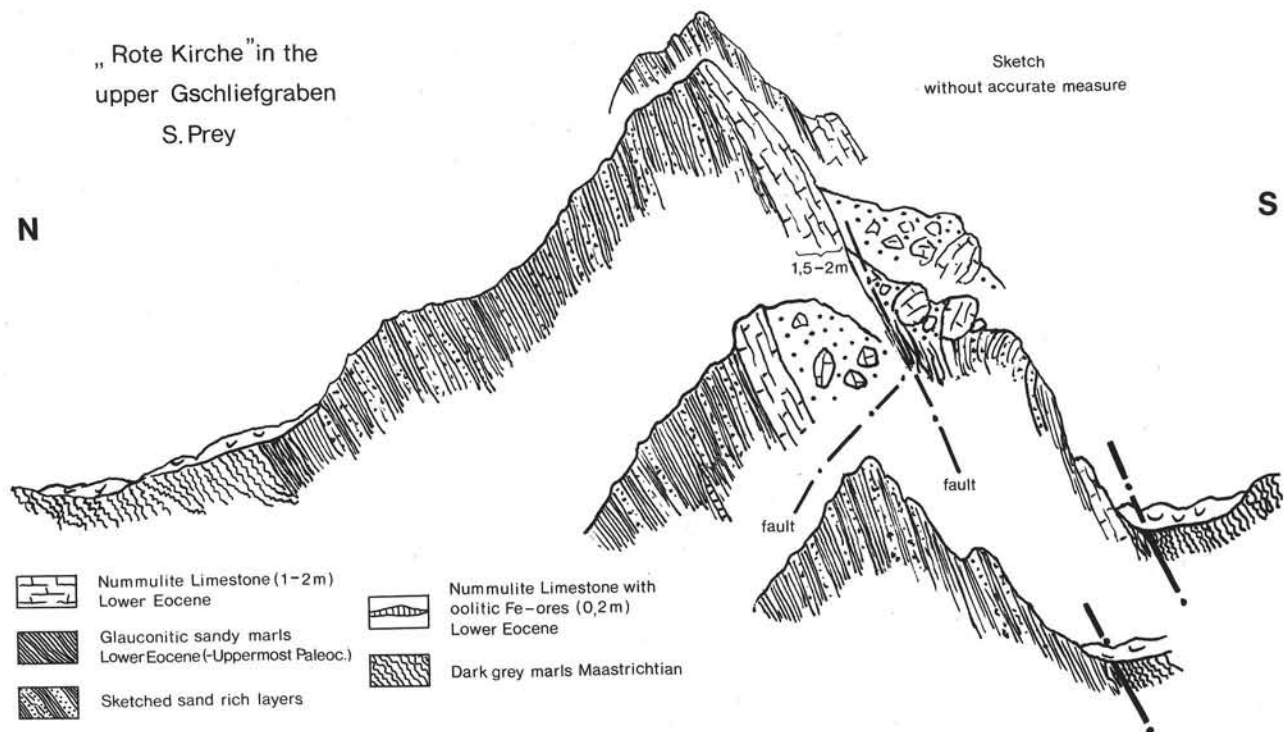 „Rote Kirche” in the
upper Gschliefgraben
S. Prey
Sketch
without accurate measure
N
S
1,5-2m
fault
fault
Nummulite Limestone (1-2m)
Lower Eocene
Glauconitic sandy marls
Lower Eocene (-Uppermost Paleoc.)
Sketched sand rich layers
Nummulite Limestone with
oolitic Fe-ores (0,2m)
Lower Eocene
Dark grey marls Maastrichtian